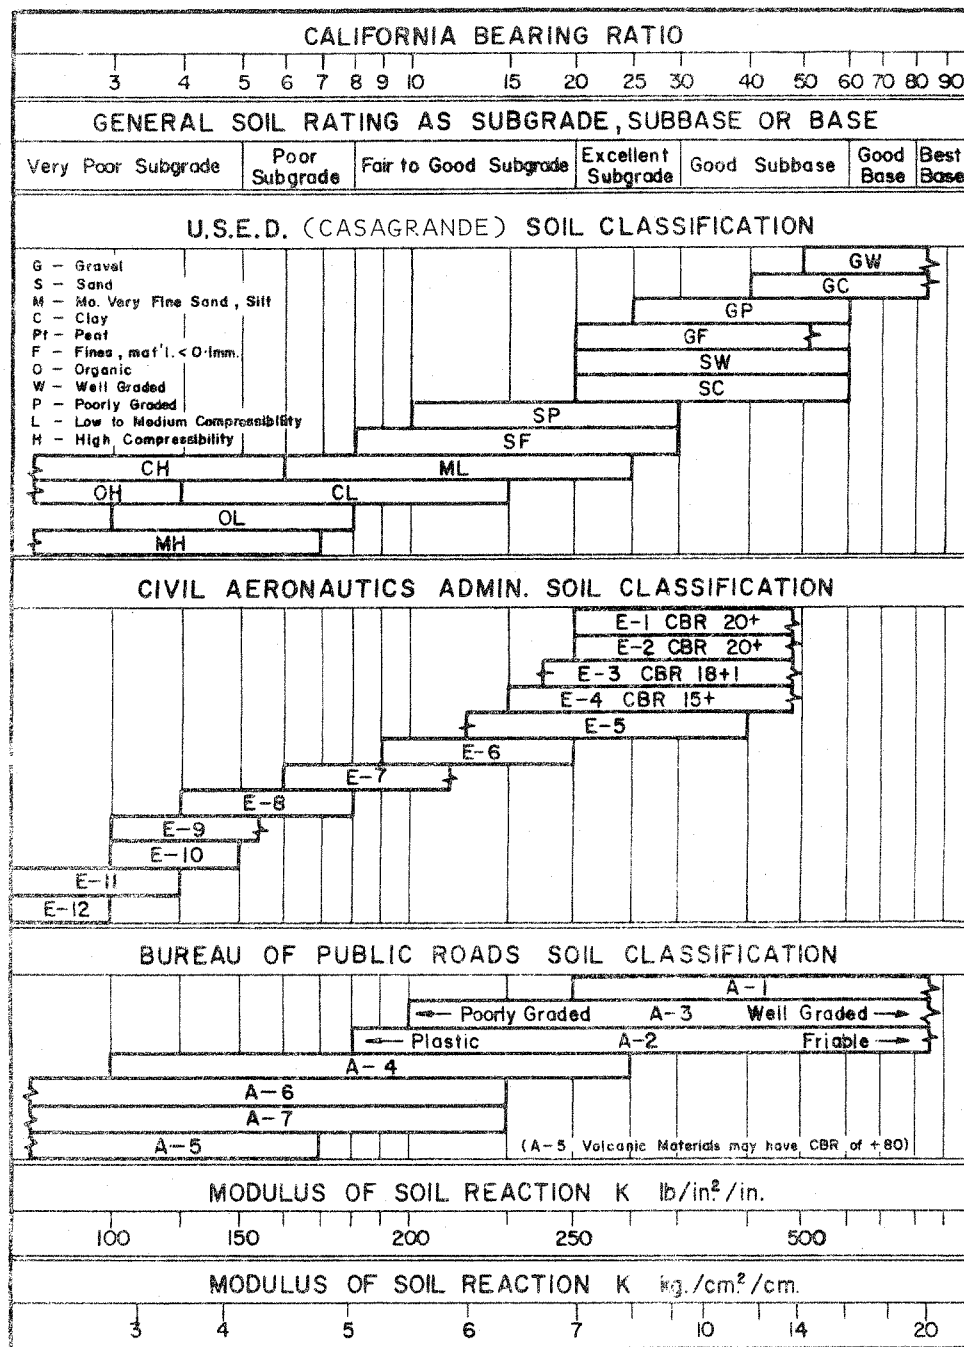 CALIFORNIA BEARING RATIO
3 4 5 6 7 8 9 10 15 20 25 30 40 50 60 70 80 90
GENERAL SOIL RATING AS SUBGRADE, SUBBASE OR BASE
Very Poor Subgrade
Poor
Subgrade
Fair to Good Subgrade
Excellent
Subgrade
Good Subbase
Good
Base
Best
Base
U.S.E.D. (CASAGRANDE) SOIL CLASSIFICATION
G – Gravel
S – Sand
M – Mo. Very Fine Sand, Silt
C – Clay
Pt – Peat
F – Fines, mat'l. < 0·1mm.
O – Organic
W – Well Graded
P – Poorly Graded
L – Low to Medium Compressibility
H – High Compressibility
GW
GC
GP
GF
SW
SC
SP
SF
CH ML
OH CL
OL
MH
CIVIL AERONAUTICS ADMIN. SOIL CLASSIFICATION
E-1 CBR 20+
E-2 CBR 20+
E-3 CBR 18+1
E-4 CBR 15+
E-5
E-6
E-7
E-8
E-9
E-10
E-11
E-12
BUREAU OF PUBLIC ROADS SOIL CLASSIFICATION
A-1
← Poorly Graded A-3 Well Graded →
← Plastic A-2 Friable →
A-4
A-6
A-7
A-5 (A-5 Volcanic Materials may have CBR of +80)
MODULUS OF SOIL REACTION K lb/in.²/in.
100 150 200 250 500
MODULUS OF SOIL REACTION K kg./cm.²/cm.
3 4 5 6 7 10 14 20